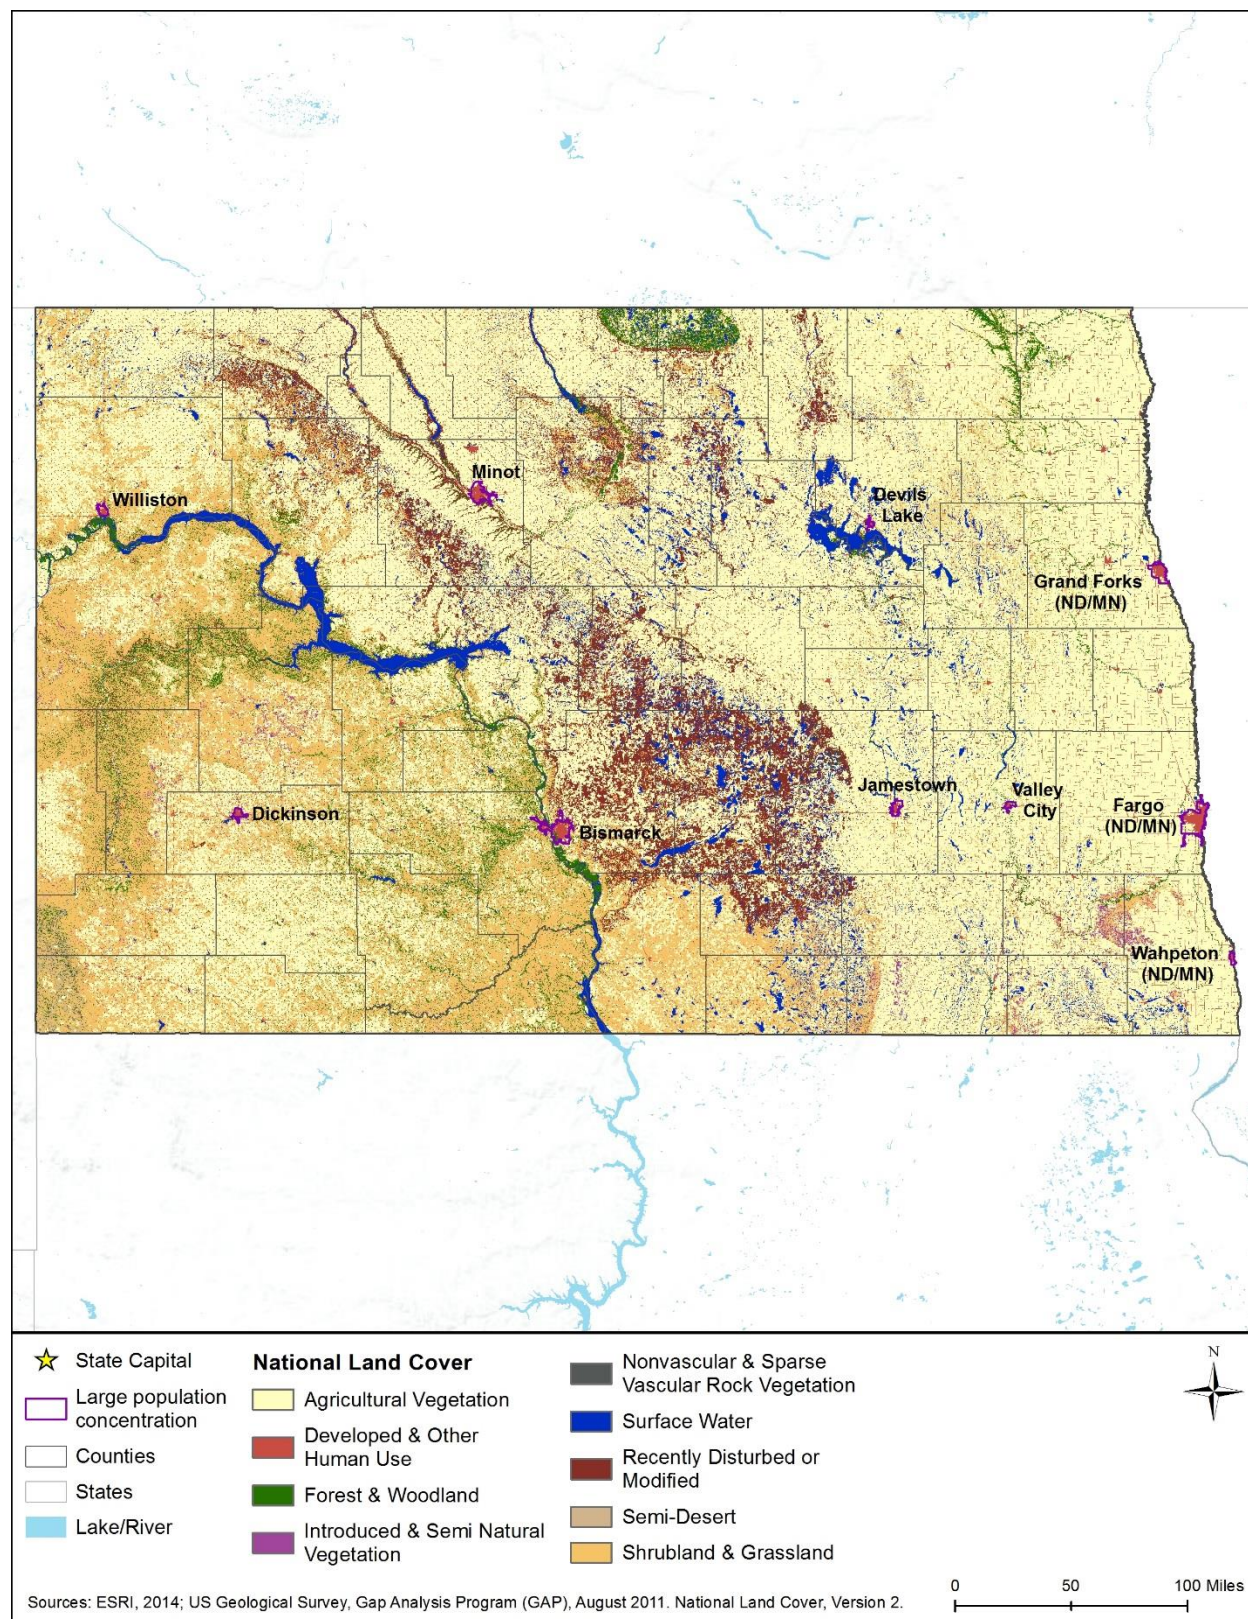 Minot
Williston
Devils
Lake
Grand Forks
(ND/MN)
Jamestown
Valley
City
Fargo
(ND/MN)
Dickinson
Bismarck
Wahpeton
(ND/MN)
State Capital
Large population
concentration
Counties
States
Lake/River
National Land Cover
Agricultural Vegetation
Developed & Other
Human Use
Forest & Woodland
Introduced & Semi Natural
Vegetation
Nonvascular & Sparse
Vascular Rock Vegetation
Surface Water
Recently Disturbed or
Modified
Semi-Desert
Shrubland & Grassland
N
0 50 100 Miles
Sources: ESRI, 2014; US Geological Survey, Gap Analysis Program (GAP), August 2011. National Land Cover, Version 2.